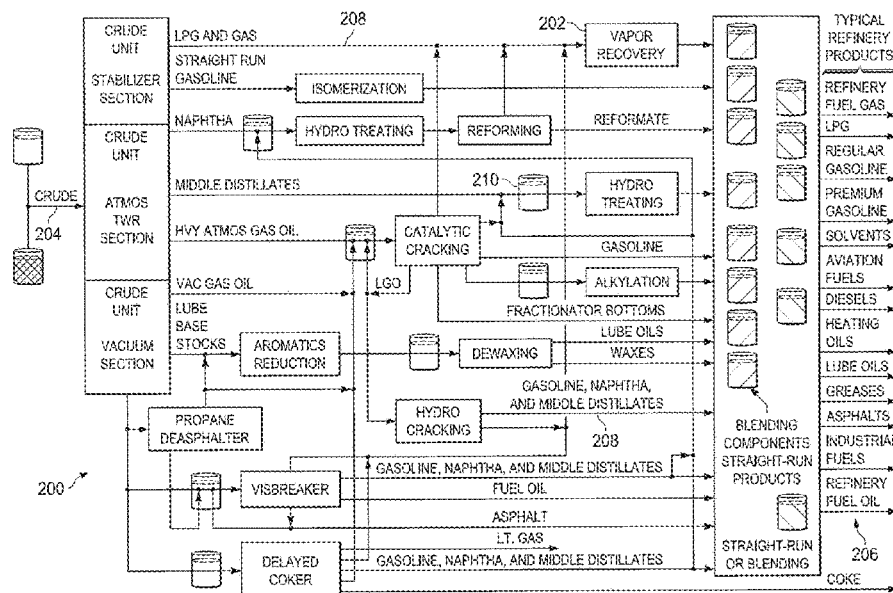 CRUDE
UNIT
STABILIZER
SECTION
CRUDE
UNIT
ATMOS
TWR
SECTION
CRUDE
UNIT
VACUUM
SECTION
CRUDE
204
200
LPG AND GAS
208
STRAIGHT RUN
GASOLINE
ISOMERIZATION
NAPHTHA
HYDRO TREATING
REFORMING
REFORMATE
202
VAPOR
RECOVERY
MIDDLE DISTILLATES
210
HYDRO
TREATING
HVY ATMOS GAS OIL
CATALYTIC
CRACKING
GASOLINE
VAC GAS OIL
LGO
ALKYLATION
FRACTIONATOR BOTTOMS
LUBE
BASE
STOCKS
AROMATICS
REDUCTION
DEWAXING
LUBE OILS
WAXES
PROPANE
DEASPHALTER
HYDRO
CRACKING
GASOLINE, NAPHTHA,
AND MIDDLE DISTILLATES
208
VISBREAKER
GASOLINE, NAPHTHA, AND MIDDLE DISTILLATES
FUEL OIL
ASPHALT
LT. GAS
DELAYED
COKER
GASOLINE, NAPHTHA, AND MIDDLE DISTILLATES
COKE
BLENDING
COMPONENTS
STRAIGHT-RUN
PRODUCTS
STRAIGHT-RUN
OR BLENDING
TYPICAL
REFINERY
PRODUCTS
REFINERY
FUEL GAS
LPG
REGULAR
GASOLINE
PREMIUM
GASOLINE
SOLVENTS
AVIATION
FUELS
DIESELS
HEATING
OILS
LUBE OILS
GREASES
ASPHALTS
INDUSTRIAL
FUELS
REFINERY
FUEL OIL
206